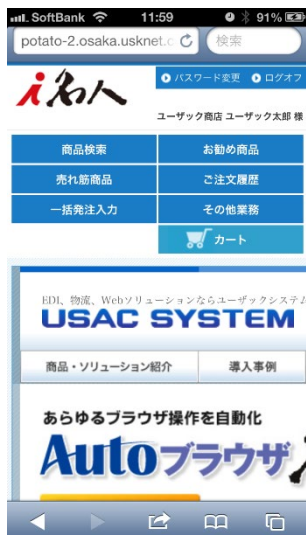 SoftBank 11:59 91%
potato-2.osaka.usknet.c 検索
i名人
パスワード変更 ログオフ
ユーザック商店 ユーザック太郎 様
商品検索 お勧め商品
売れ筋商品 ご注文履歴
一括発注入力 その他業務
カート
EDI、物流、Webソリューションならユーザックシステム
USAC SYSTEM
商品・ソリューション紹介 導入事例
あらゆるブラウザ操作を自動化
Autoブラウザ